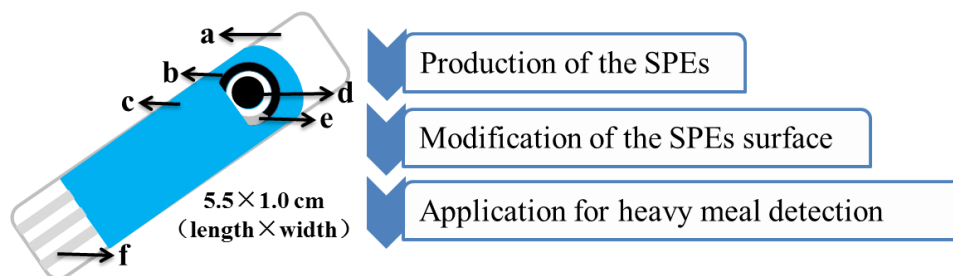 a
b
c
d
e
5.5×1.0 cm
(length×width)
f
Production of the SPEs
Modification of the SPEs surface
Application for heavy meal detection